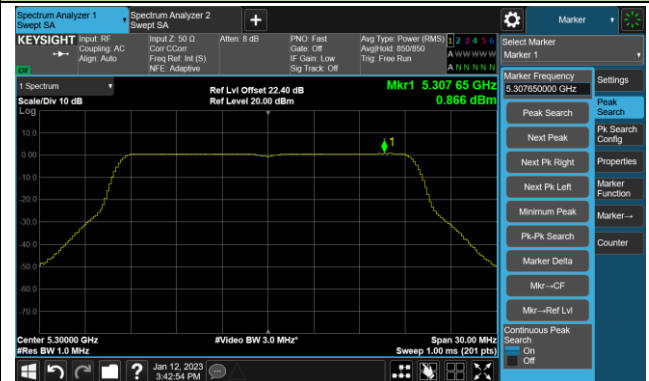 Spectrum Analyzer 1
Swept SA
Spectrum Analyzer 2
Swept SA
+
Marker
KEYSIGHT
Input: RF
Coupling: AC
Align: Auto
Input Z: 50 Ω
Corr CCorr
Freq Ref: Int (S)
NFE: Adaptive
Atten: 8 dB
PNO: Fast
Gate: Off
IF Gain: Low
Sig Track: Off
Avg Type: Power (RMS)
Avg|Hold: 850/850
Trig: Free Run
1 2 3 4 5 6
A W W W W W
A N N N N N
Select Marker
Marker 1
1 Spectrum
Scale/Div 10 dB
Log
Ref Lvl Offset 22.40 dB
Ref Level 20.00 dBm
Mkr1 5.307 65 GHz
0.866 dBm
10.0
0.00
-10.0
-20.0
-30.0
-40.0
-50.0
-60.0
-70.0
1
Center 5.30000 GHz
#Res BW 1.0 MHz
#Video BW 3.0 MHz*
Span 30.00 MHz
Sweep 1.00 ms (201 pts)
Marker Frequency
5.307650000 GHz
Peak Search
Next Peak
Next Pk Right
Next Pk Left
Minimum Peak
Pk-Pk Search
Marker Delta
Mkr→CF
Mkr→Ref Lvl
Continuous Peak
Search
On
Off
Settings
Peak
Search
Pk Search
Config
Properties
Marker
Function
Marker→
Counter
?
Jan 12, 2023
3:42:54 PM